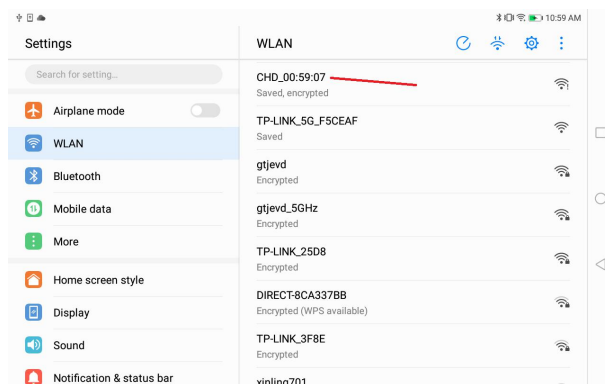 10:59 AM
Settings
WLAN
Search for setting...
Airplane mode
WLAN
Bluetooth
Mobile data
More
Home screen style
Display
Sound
Notification & status bar
CHD_00:59:07
Saved, encrypted
TP-LINK_5G_F5CEAF
Saved
gtjevd
Encrypted
gtjevd_5GHz
Encrypted
TP-LINK_25D8
Encrypted
DIRECT-8CA337BB
Encrypted (WPS available)
TP-LINK_3F8E
Encrypted
xinling701